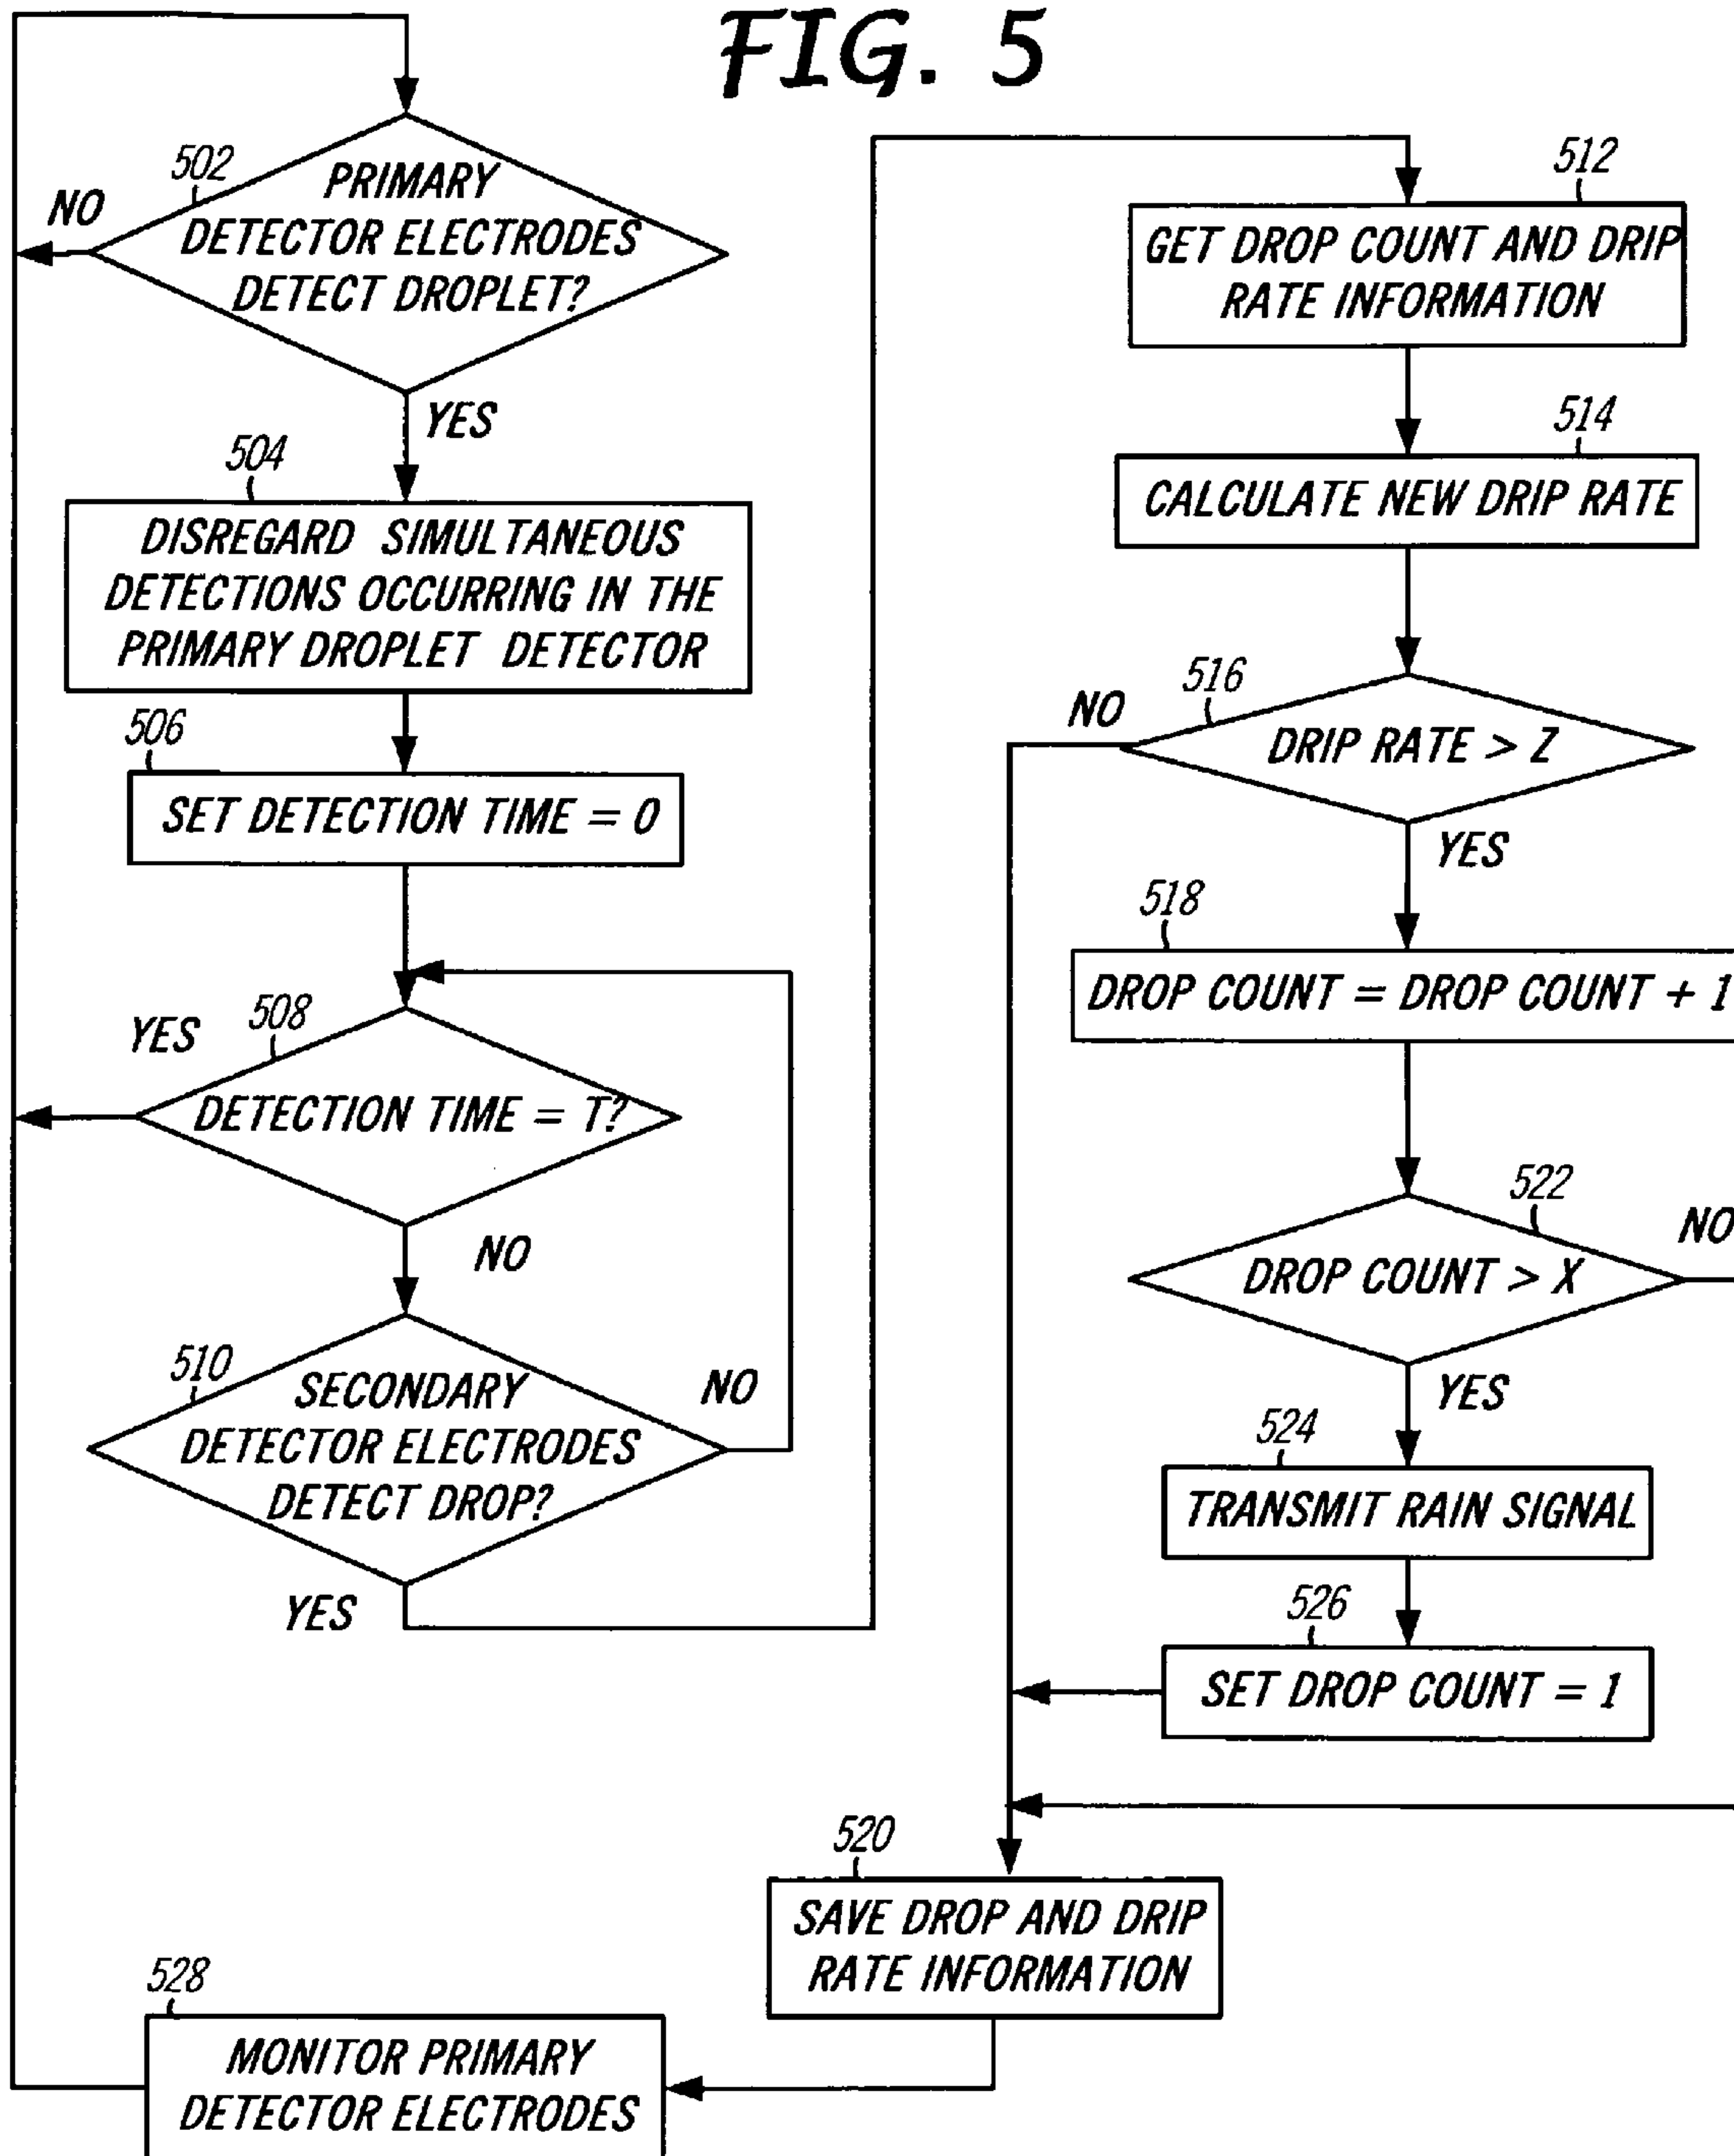 FIG. 5
502
PRIMARY
DETECTOR ELECTRODES
DETECT DROPLET?
NO
YES
504
DISREGARD SIMULTANEOUS
DETECTIONS OCCURRING IN THE
PRIMARY DROPLET DETECTOR
506
SET DETECTION TIME = 0
508
YES
DETECTION TIME = T?
NO
510
SECONDARY
DETECTOR ELECTRODES
DETECT DROP?
NO
YES
512
GET DROP COUNT AND DRIP
RATE INFORMATION
514
CALCULATE NEW DRIP RATE
516
NO
DRIP RATE > Z
YES
518
DROP COUNT = DROP COUNT + 1
522
NO
DROP COUNT > X
YES
524
TRANSMIT RAIN SIGNAL
526
SET DROP COUNT = 1
520
SAVE DROP AND DRIP
RATE INFORMATION
528
MONITOR PRIMARY
DETECTOR ELECTRODES